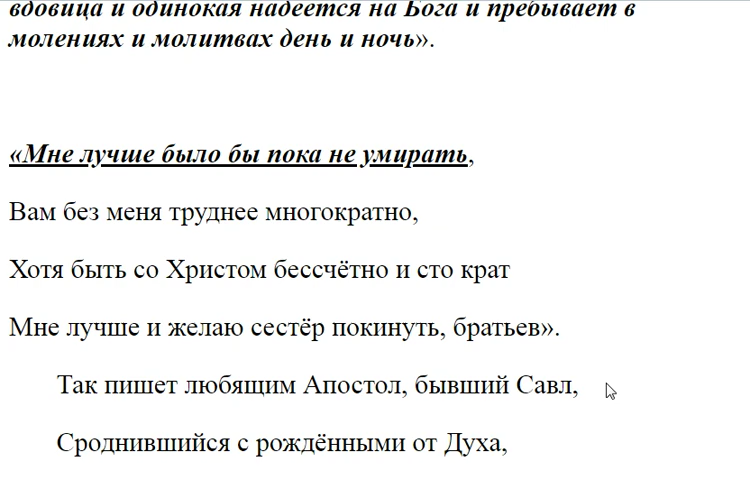 вдовица и одинокая надеется на Бога и пребывает в
молениях и молитвах день и ночь».
«Мне лучше было бы пока не умирать,
Вам без меня труднее многократно,
Хотя быть со Христом бессчётно и сто крат
Мне лучше и желаю сестёр покинуть, братьев».
Так пишет любящим Апостол, бывший Савл,
Сроднившийся с рождёнными от Духа,